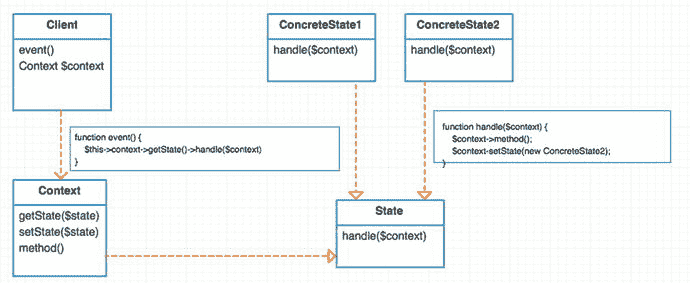 Client
event()
Context $context
ConcreteState1
handle($context)
ConcreteState2
handle($context)
function event() {
$this->context->getState()->handle($context)
}
function handle($context) {
$context->method();
$context-setState(new ConcreteState2);
}
Context
getState($state)
setState($state)
method()
State
handle($context)